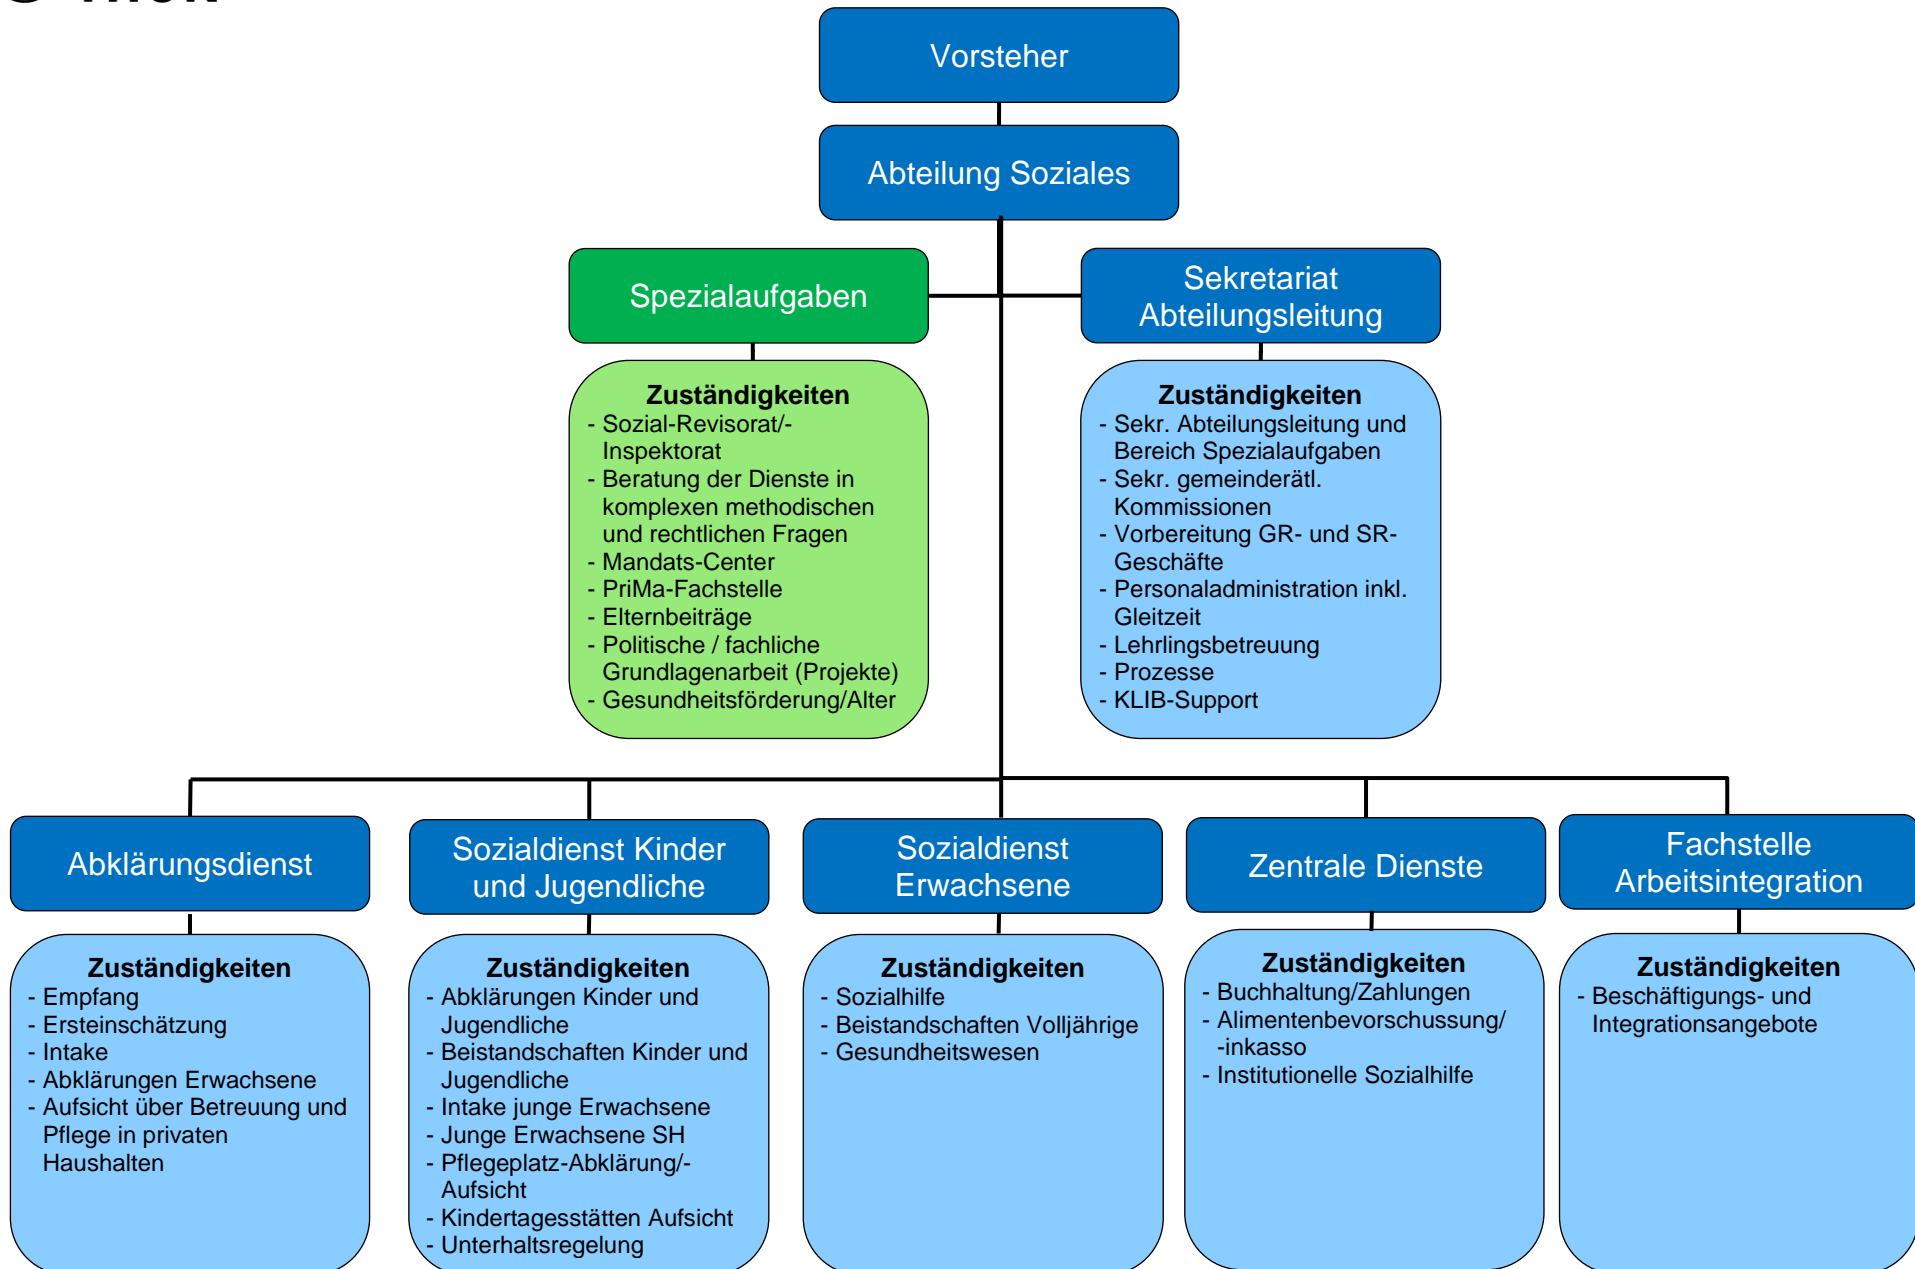 Vorsteher
Abteilung Soziales
Spezialaufgaben
Zuständigkeiten
- Sozial-Revisorat/-
Inspektorat
- Beratung der Dienste in
komplexen methodischen
und rechtlichen Fragen
- Mandats-Center
- PriMa-Fachstelle
- Elternbeiträge
- Politische / fachliche
Grundlagenarbeit (Projekte)
- Gesundheitsförderung/Alter
Sekretariat
Abteilungsleitung
Zuständigkeiten
- Sekr. Abteilungsleitung und
Bereich Spezialaufgaben
- Sekr. gemeinderätl.
Kommissionen
- Vorbereitung GR- und SR-
Geschäfte
- Personaladministration inkl.
Gleitzeit
- Lehrlingsbetreuung
- Prozesse
- KLIB-Support
Abklärungsdienst
Zuständigkeiten
- Empfang
- Ersteinschätzung
- Intake
- Abklärungen Erwachsene
- Aufsicht über Betreuung und
Pflege in privaten
Haushalten
Sozialdienst Kinder
und Jugendliche
Zuständigkeiten
- Abklärungen Kinder und
Jugendliche
- Beistandschaften Kinder und
Jugendliche
- Intake junge Erwachsene
- Junge Erwachsene SH
- Pflegeplatz-Abklärung/-
Aufsicht
- Kindertagesstätten Aufsicht
- Unterhaltsregelung
Sozialdienst
Erwachsene
Zuständigkeiten
- Sozialhilfe
- Beistandschaften Volljährige
- Gesundheitswesen
Zentrale Dienste
Zuständigkeiten
- Buchhaltung/Zahlungen
- Alimentenbevorschussung/
-inkasso
- Institutionelle Sozialhilfe
Fachstelle
Arbeitsintegration
Zuständigkeiten
- Beschäftigungs- und
Integrationsangebote